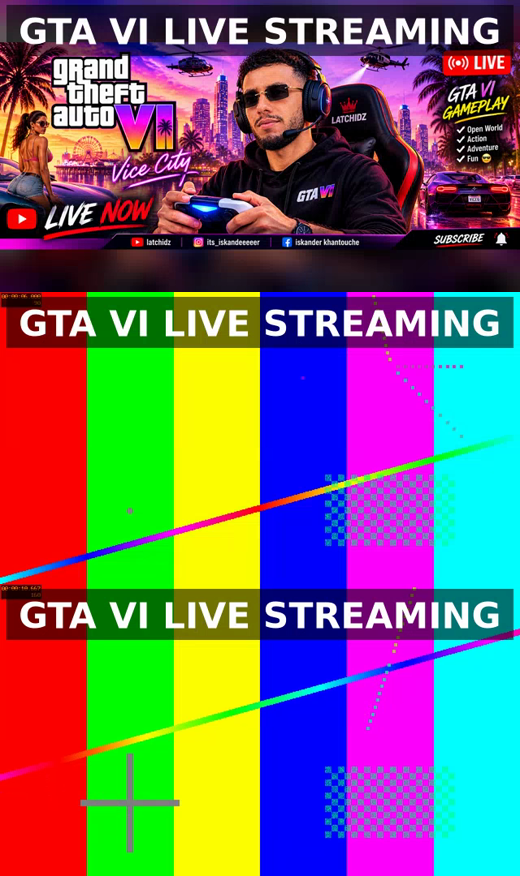 GTA VI LIVE STREAMING
grand
theft
auto VI
Vice City
LIVE NOW
LATCHIDZ
GTA VI
LIVE
GTA VI
GAMEPLAY
Open World
Action
Adventure
Fun
latchidz
its_iskandeeeeer
iskander khantouche
SUBSCRIBE
GTA VI LIVE STREAMING
GTA VI LIVE STREAMING